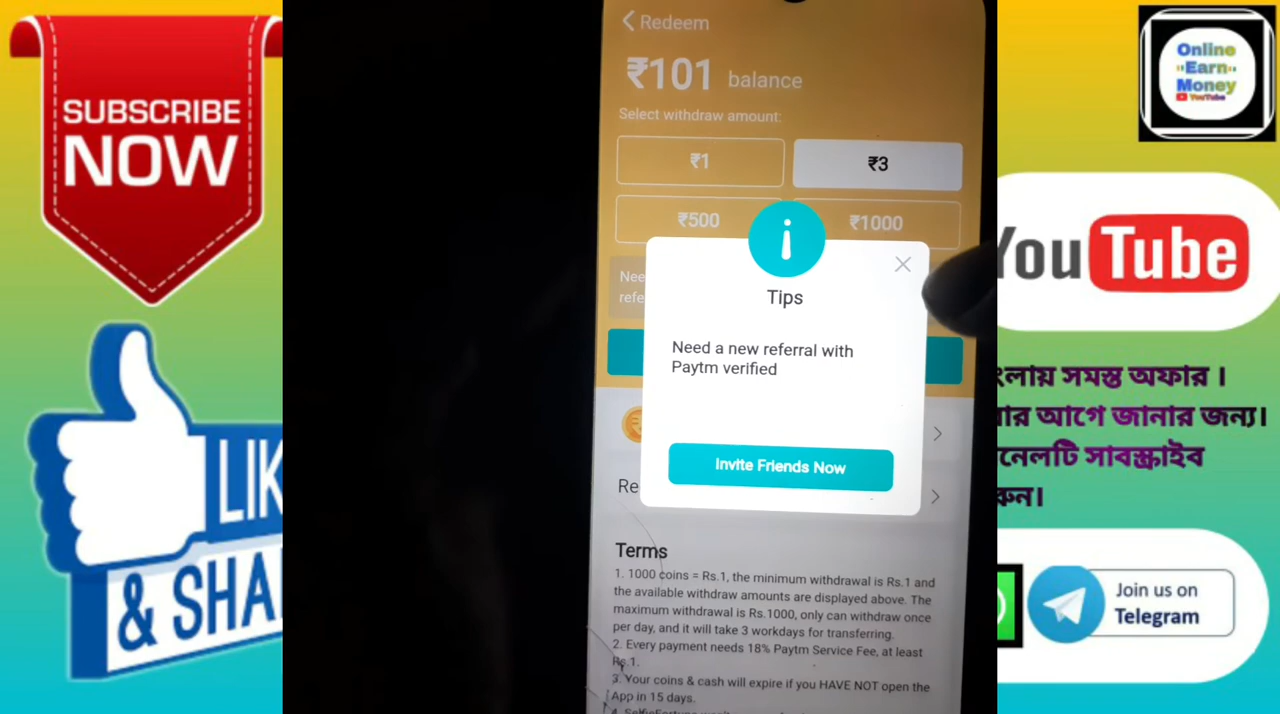 SUBSCRIBE
NOW
LIK
& SHA
Redeem
₹101 balance
Select withdraw amount:
₹1
₹3
₹500
₹1000
Nee
refe
Tips
Need a new referral with
Paytm verified
Invite Friends Now
Re
Terms
1. 1000 coins = Rs.1, the minimum withdrawal is Rs.1 and
the available withdraw amounts are displayed above. The
maximum withdrawal is Rs.1000, only can withdraw once
per day, and it will take 3 workdays for transferring.
2. Every payment needs 18% Paytm Service Fee, at least
Rs.1.
3. Your coins & cash will expire if you HAVE NOT open the
App in 15 days.
Online
Earn
Money
YouTube
YouTube
ংলায় সমস্ত অফার ।
ার আগে জানার জন্য।
নেলটি সাবস্ক্রাইব
রুন।
Join us on
Telegram